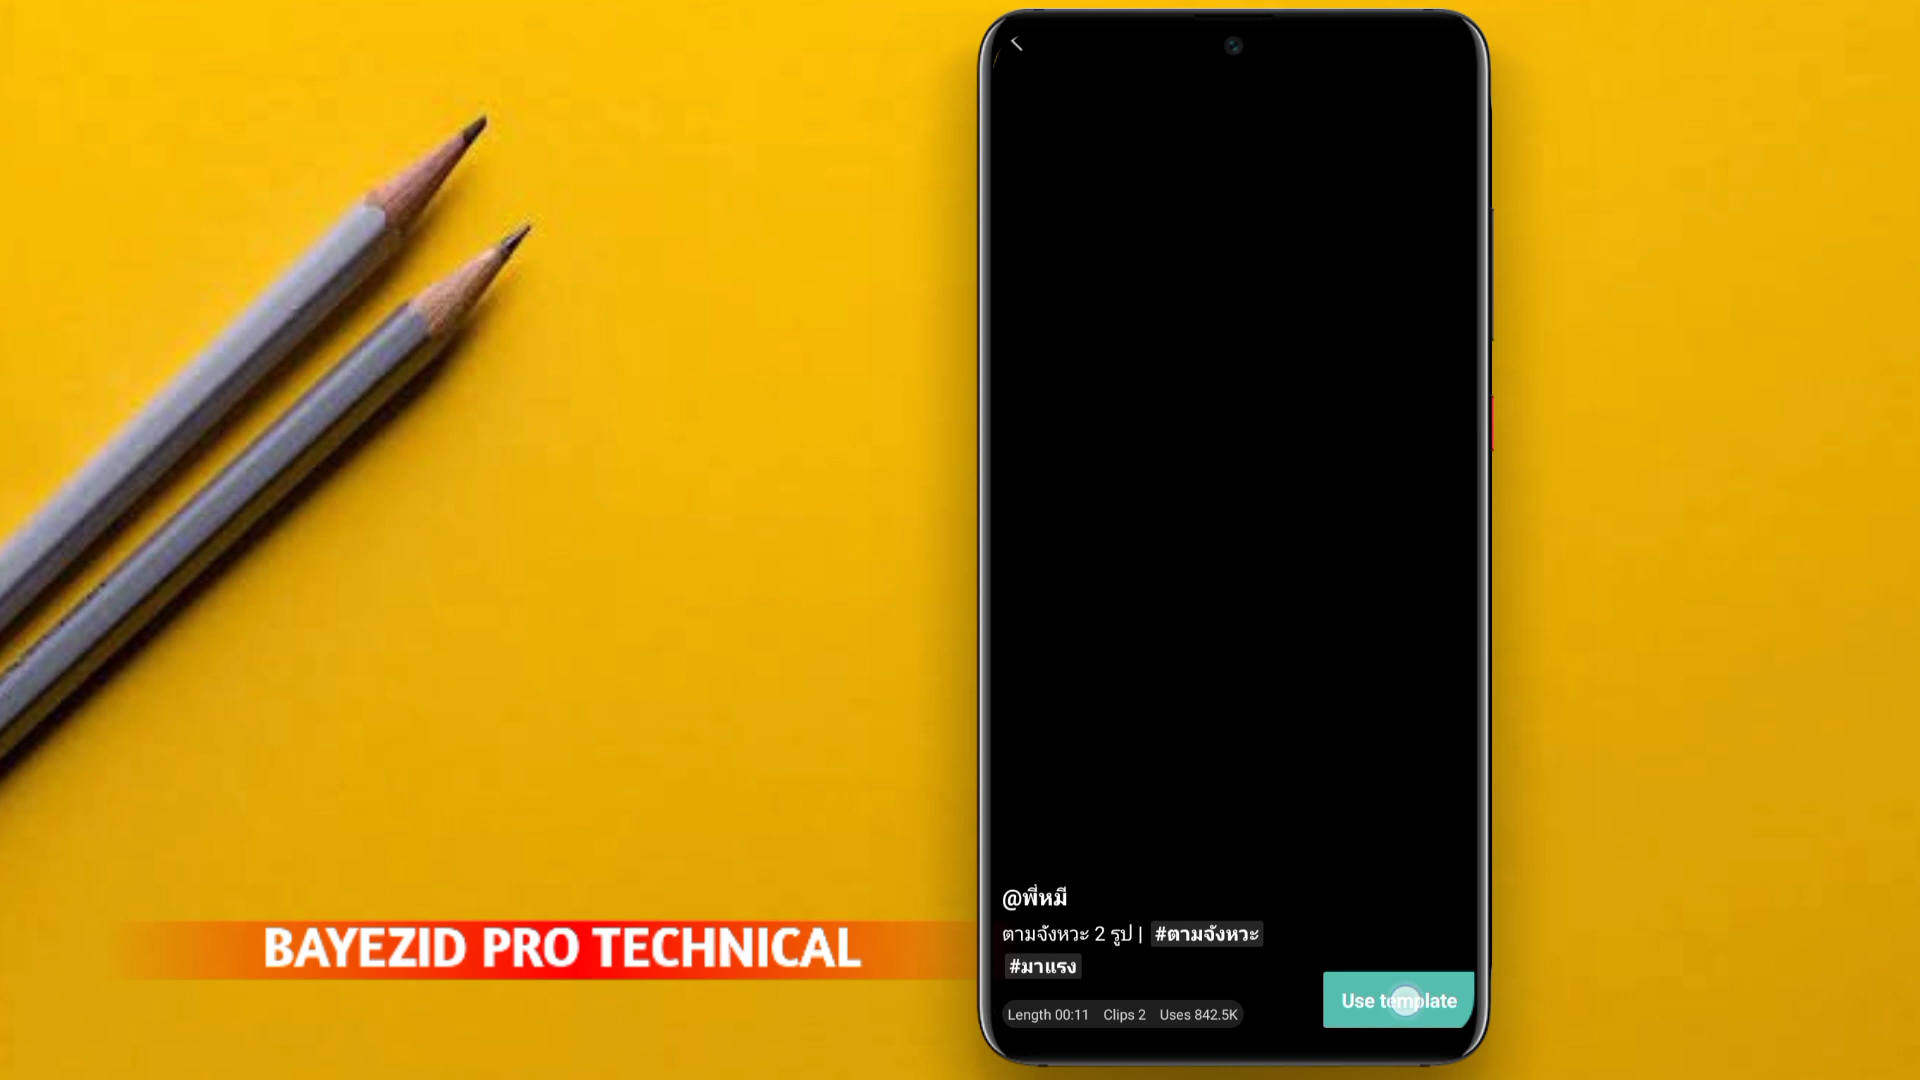 BAYEZID PRO TECHNICAL
@พี่หมี
ตามจังหวะ 2 รูป | #ตามจังหวะ
#มาแรง
Length 00:11 Clips 2 Uses 842.5K
Use template